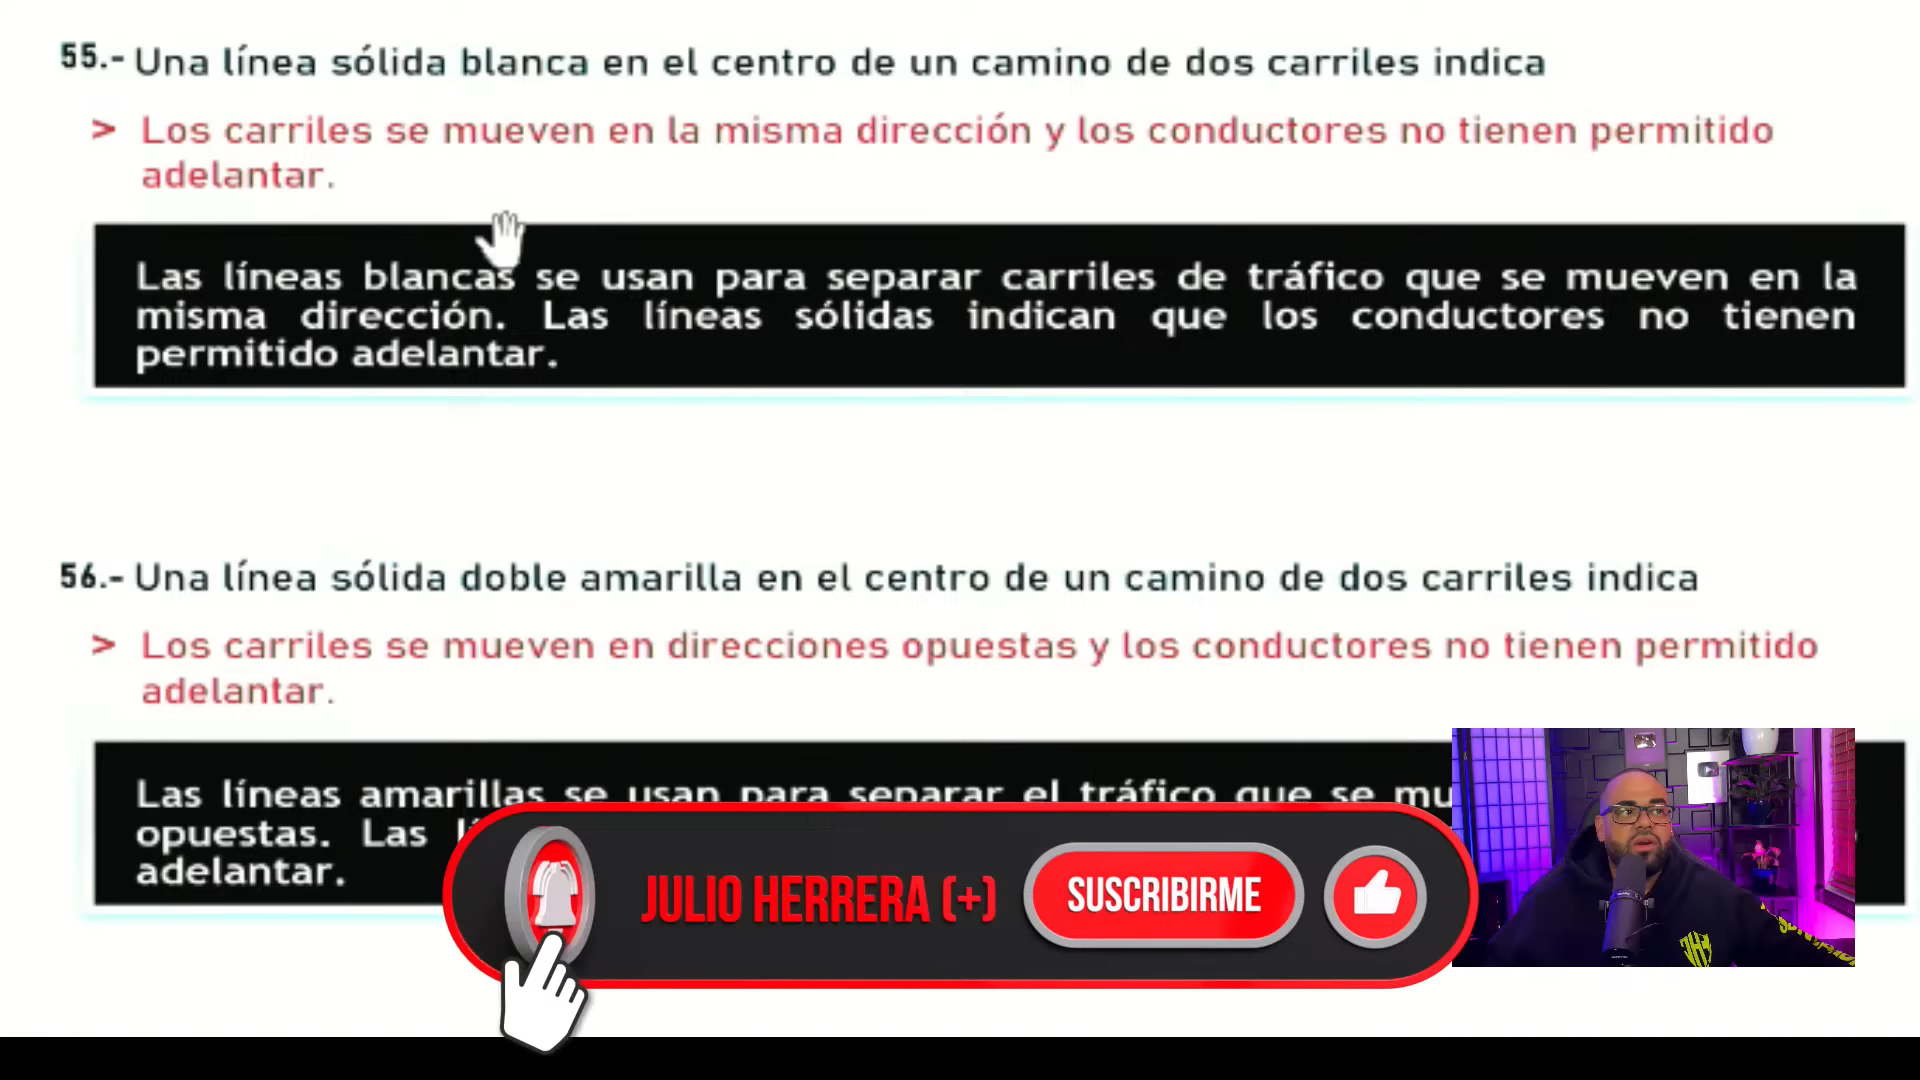 55.- Una línea sólida blanca en el centro de un camino de dos carriles indica
> Los carriles se mueven en la misma dirección y los conductores no tienen permitido
adelantar.
Las líneas blancas se usan para separar carriles de tráfico que se mueven en la
misma dirección. Las líneas sólidas indican que los conductores no tienen
permitido adelantar.
56.- Una línea sólida doble amarilla en el centro de un camino de dos carriles indica
> Los carriles se mueven en direcciones opuestas y los conductores no tienen permitido
adelantar.
Las líneas amarillas se usan para separar el tráfico que se
opuestas. Las
adelantar.
JULIO HERRERA (+)
SUSCRIBIRME